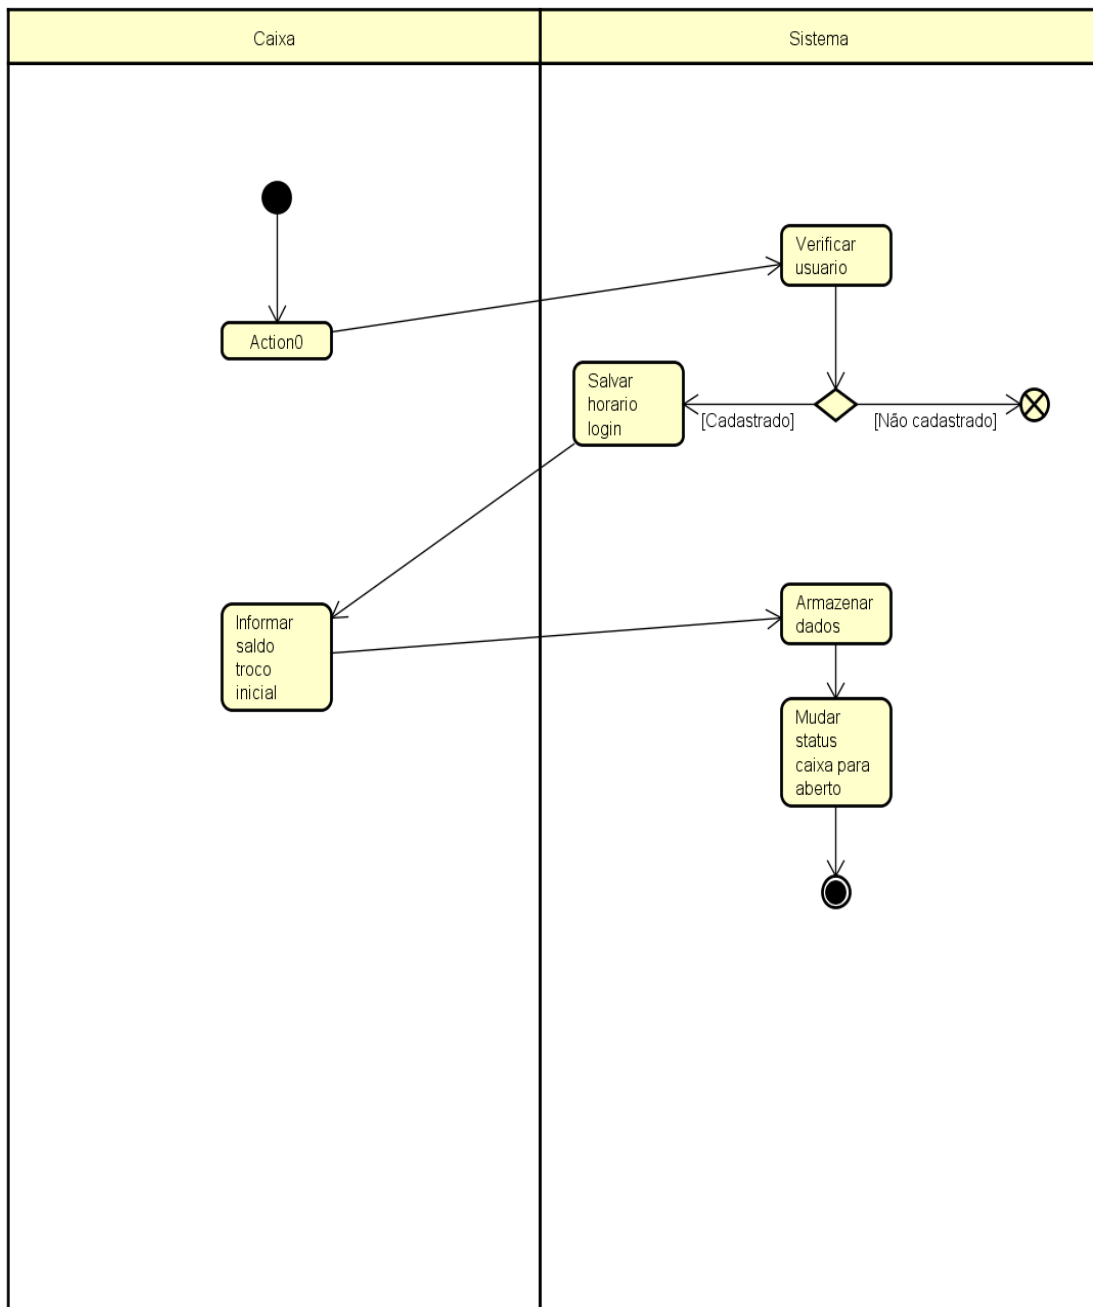 Caixa
Sistema
Verificar
usuario
Action0
Salvar
horario
login
[Cadastrado]
[Não cadastrado]
Informar
saldo
troco
inicial
Armazenar
dados
Mudar
status
caixa para
aberto